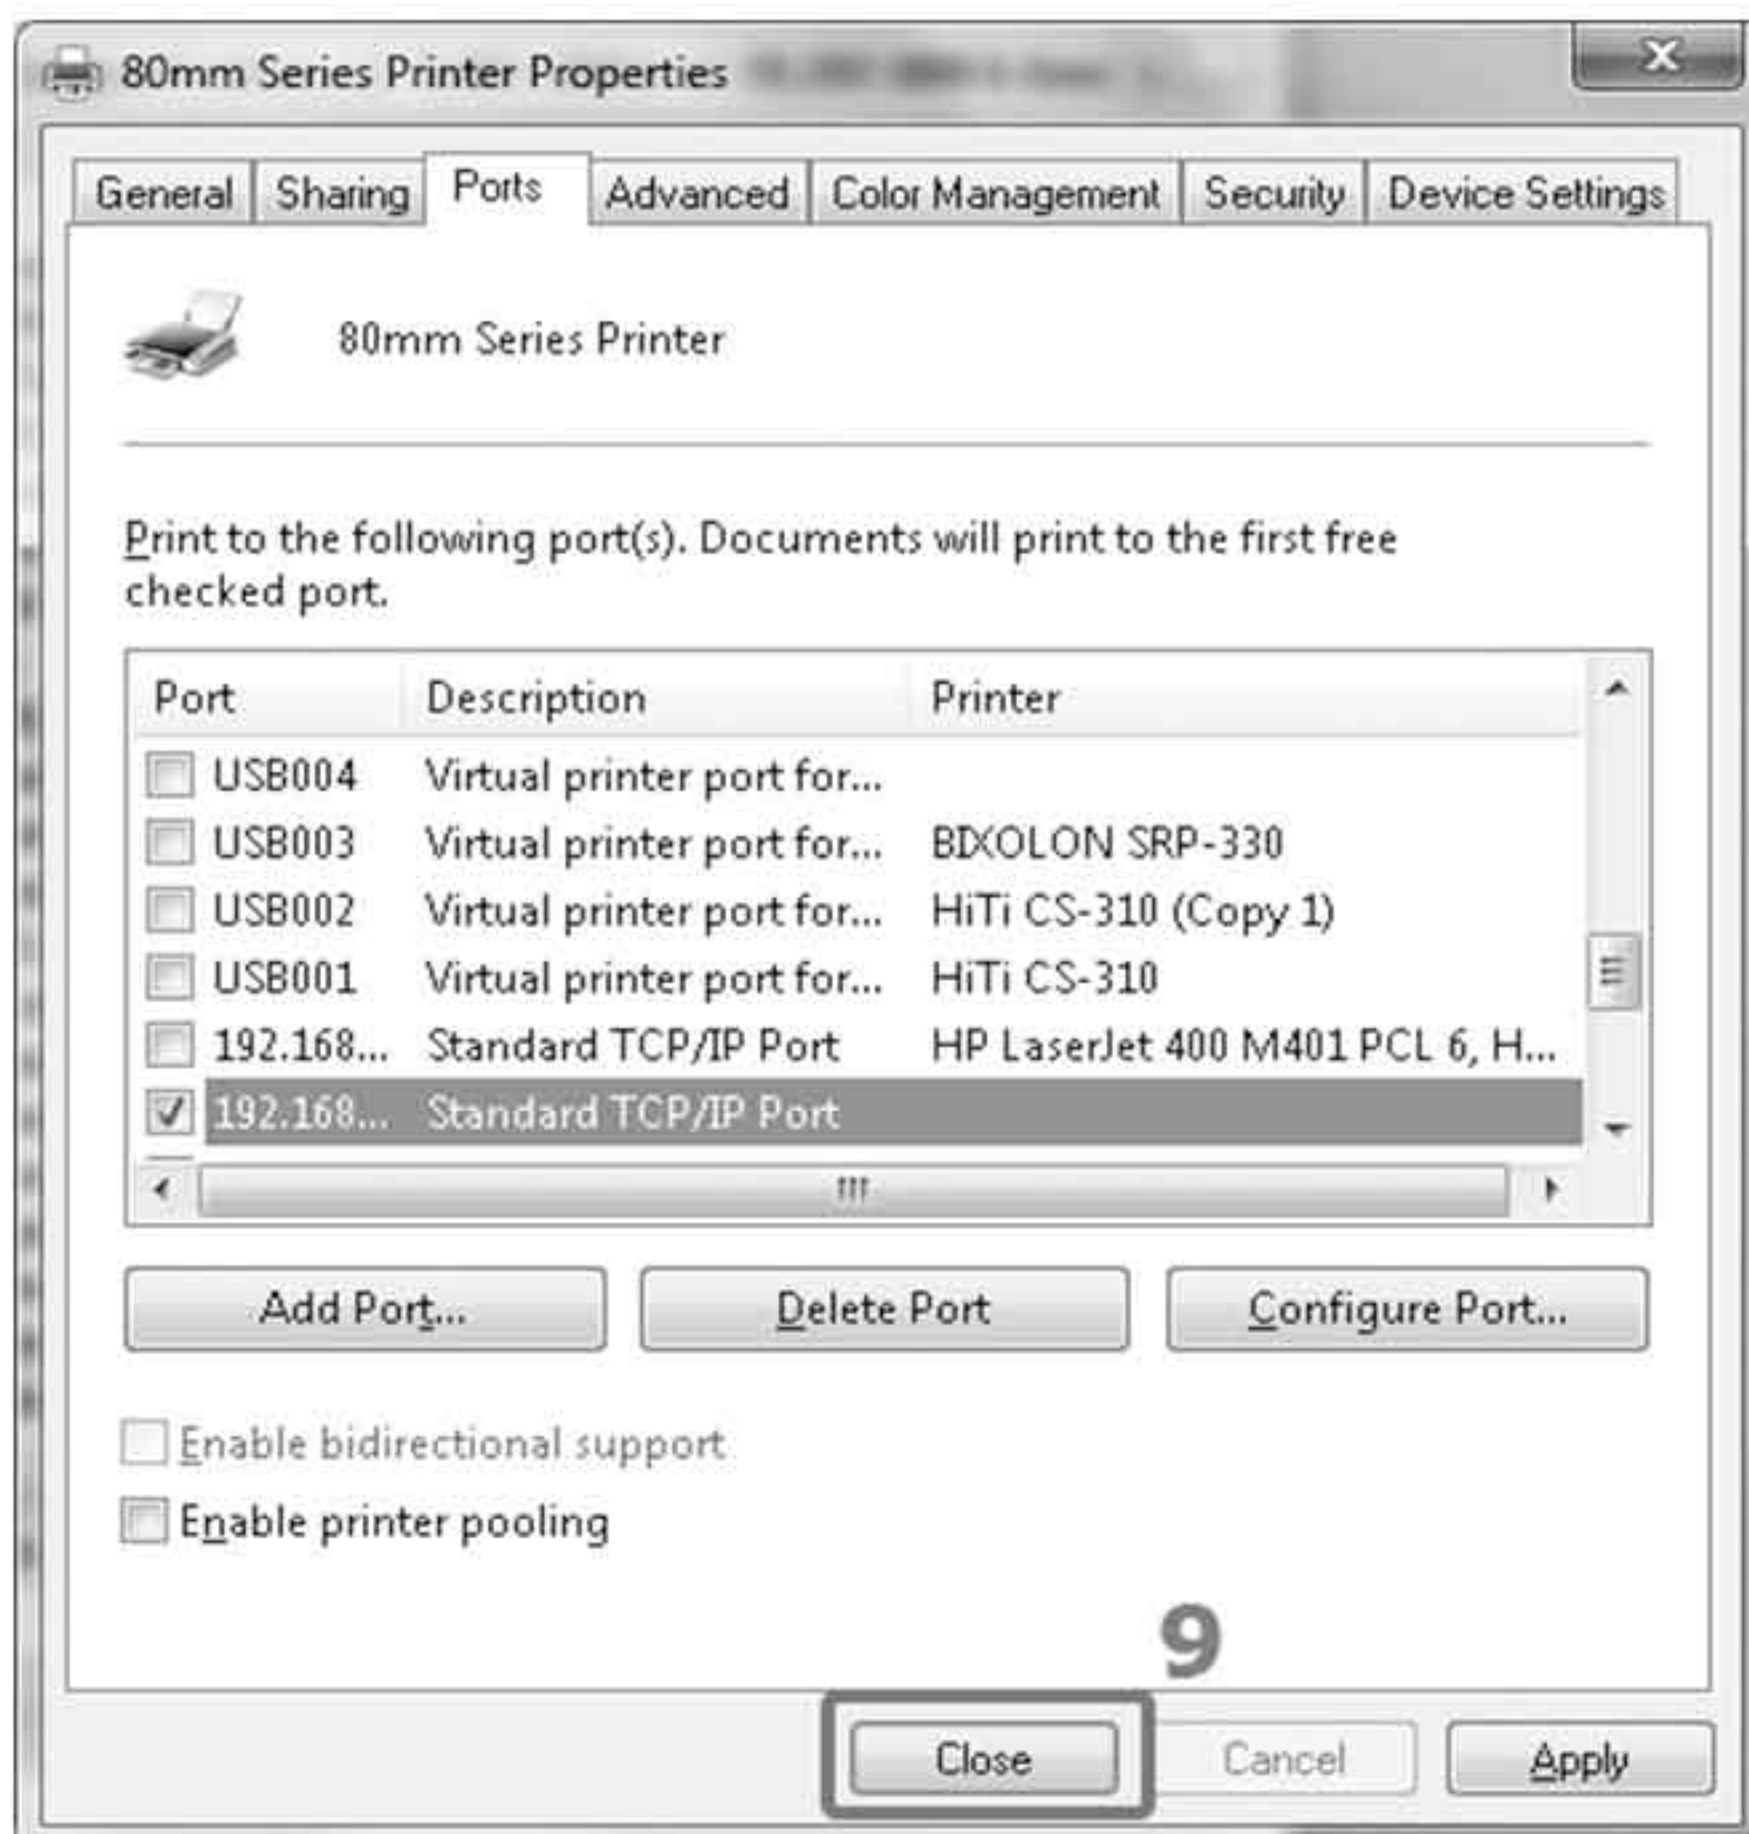 80mm Series Printer Properties
General Sharing Ports Advanced Color Management Security Device Settings
80mm Series Printer
Print to the following port(s). Documents will print to the first free
checked port.
Port Description Printer
USB004 Virtual printer port for...
USB003 Virtual printer port for... BIXOLON SRP-330
USB002 Virtual printer port for... HiTi CS-310 (Copy 1)
USB001 Virtual printer port for... HiTi CS-310
192.168... Standard TCP/IP Port HP LaserJet 400 M401 PCL 6, H...
192.168... Standard TCP/IP Port
Add Port... Delete Port Configure Port...
Enable bidirectional support
Enable printer pooling
9
Close Cancel Apply